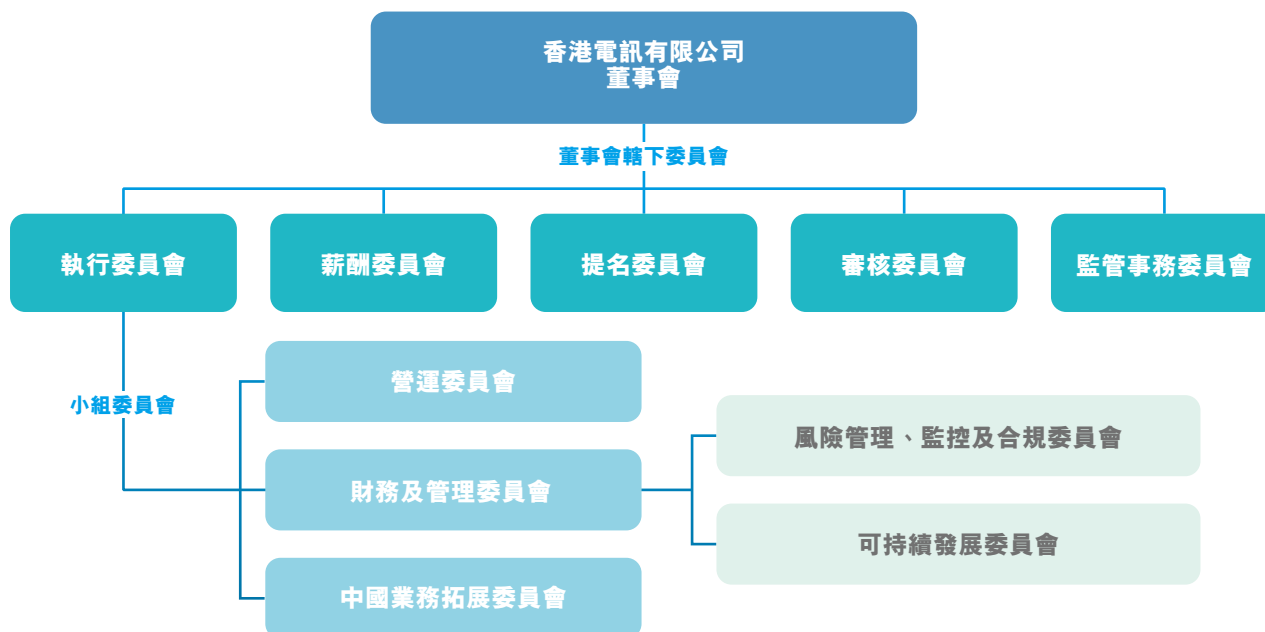 香港電訊有限公司
董事會
董事會轄下委員會
執行委員會
薪酬委員會
提名委員會
審核委員會
監管事務委員會
小組委員會
營運委員會
財務及管理委員會
中國業務拓展委員會
風險管理、監控及合規委員會
可持續發展委員會